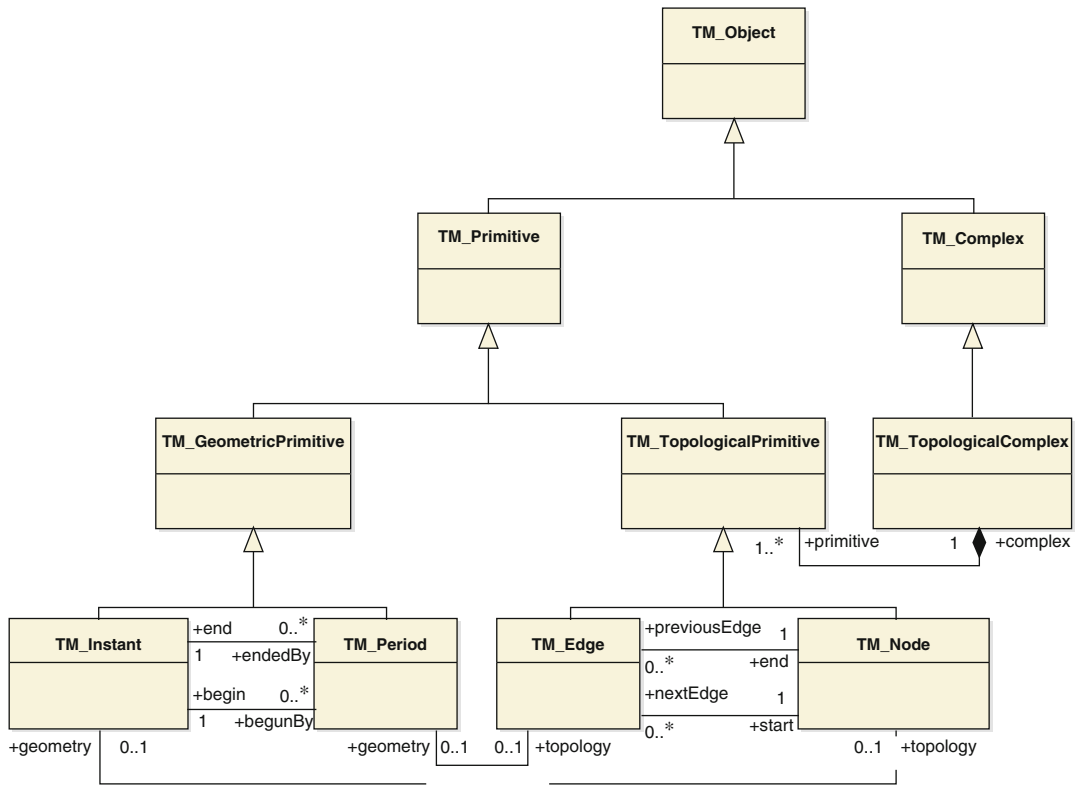 TM_Object
TM_Primitive
TM_Complex
TM_GeometricPrimitive
TM_TopologicalPrimitive
TM_TopologicalComplex
1..*
+primitive
1
+complex
TM_Instant
+end
0..*
1
+endedBy
+begin
0..*
1
+begunBy
TM_Period
TM_Edge
+previousEdge
1
0..*
+end
+nextEdge
1
0..*
+start
TM_Node
+geometry
0..1
+geometry
0..1
0..1
+topology
0..1
+topology